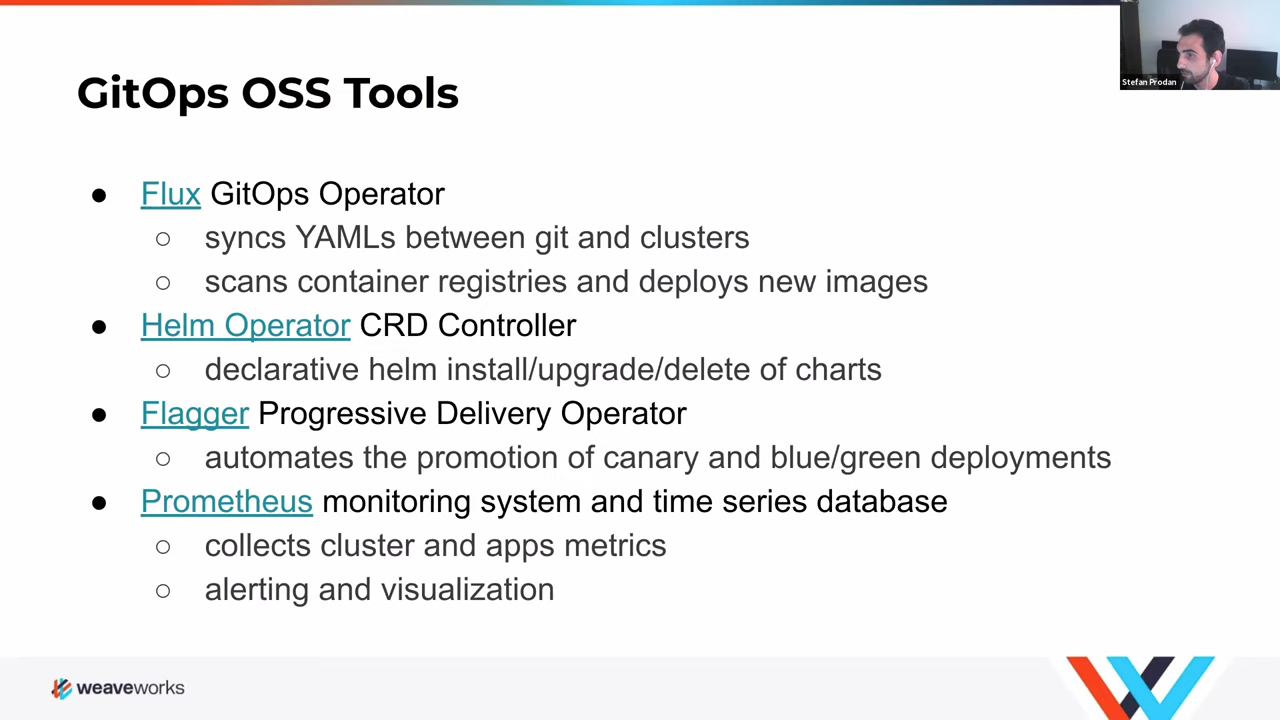 GitOps OSS Tools
Stefan Prodan
● Flux GitOps Operator
○ syncs YAMLs between git and clusters
○ scans container registries and deploys new images
● Helm Operator CRD Controller
○ declarative helm install/upgrade/delete of charts
● Flagger Progressive Delivery Operator
○ automates the promotion of canary and blue/green deployments
● Prometheus monitoring system and time series database
○ collects cluster and apps metrics
○ alerting and visualization
weaveworks